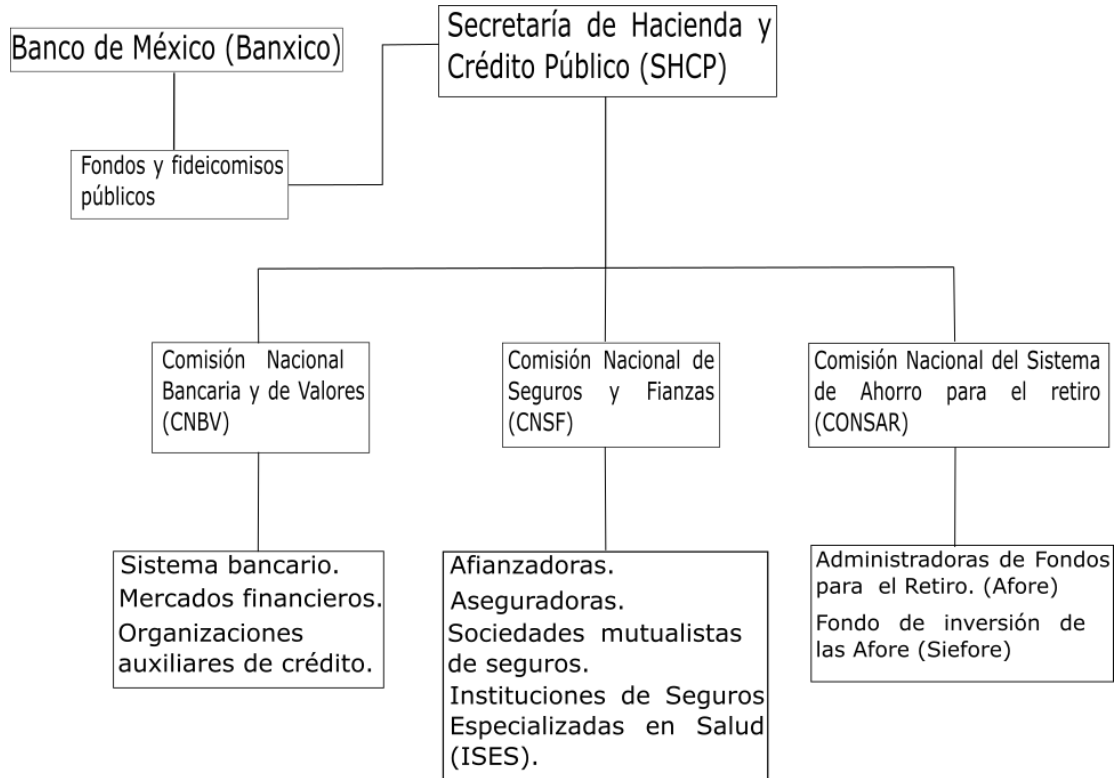 Banco de México (Banxico)
Secretaría de Hacienda y
Crédito Público (SHCP)
Fondos y fideicomisos
públicos
Comisión Nacional
Bancaria y de Valores
(CNBV)
Comisión Nacional de
Seguros y Fianzas
(CNSF)
Comisión Nacional del Sistema
de Ahorro para el retiro
(CONSAR)
Sistema bancario.
Mercados financieros.
Organizaciones
auxiliares de crédito.
Afianzadoras.
Aseguradoras.
Sociedades mutualistas
de seguros.
Instituciones de Seguros
Especializadas en Salud
(ISES).
Administradoras de Fondos
para el Retiro. (Afore)
Fondo de inversión de
las Afore (Siefore)